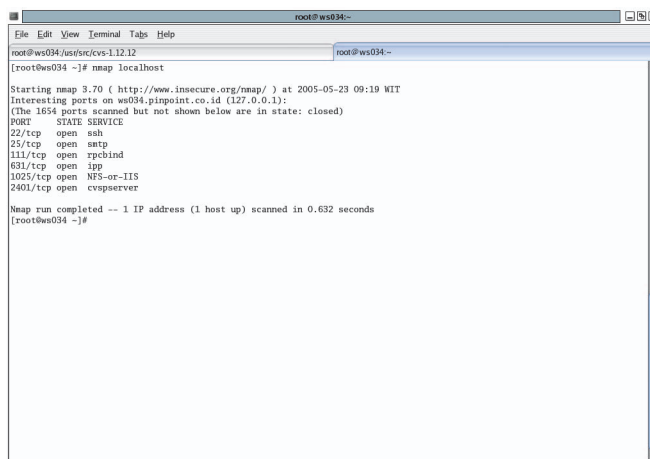 root@ws034:~
File Edit View Terminal Tabs Help
root@ws034:/usr/src/cvs-1.12.12 root@ws034:~
[root@ws034 ~]# nmap localhost
Starting nmap 3.70 ( http://www.insecure.org/nmap/ ) at 2005-05-23 09:19 WIT
Interesting ports on ws034.pinpoint.co.id (127.0.0.1):
(The 1654 ports scanned but not shown below are in state: closed)
PORT STATE SERVICE
22/tcp open ssh
25/tcp open smtp
111/tcp open rpcbind
631/tcp open ipp
1025/tcp open NFS-or-IIS
2401/tcp open cvspserver
Nmap run completed -- 1 IP address (1 host up) scanned in 0.632 seconds
[root@ws034 ~]#